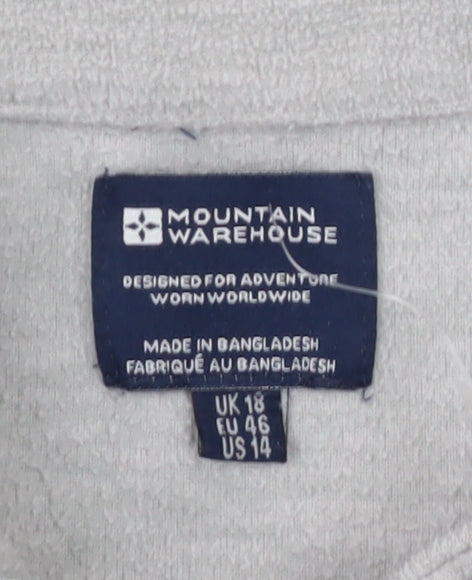 MOUNTAIN
WAREHOUSE
DESIGNED FOR ADVENTURE
WORN WORLDWIDE
MADE IN BANGLADESH
FABRIQUÉ AU BANGLADESH
UK 18
EU 46
US 14